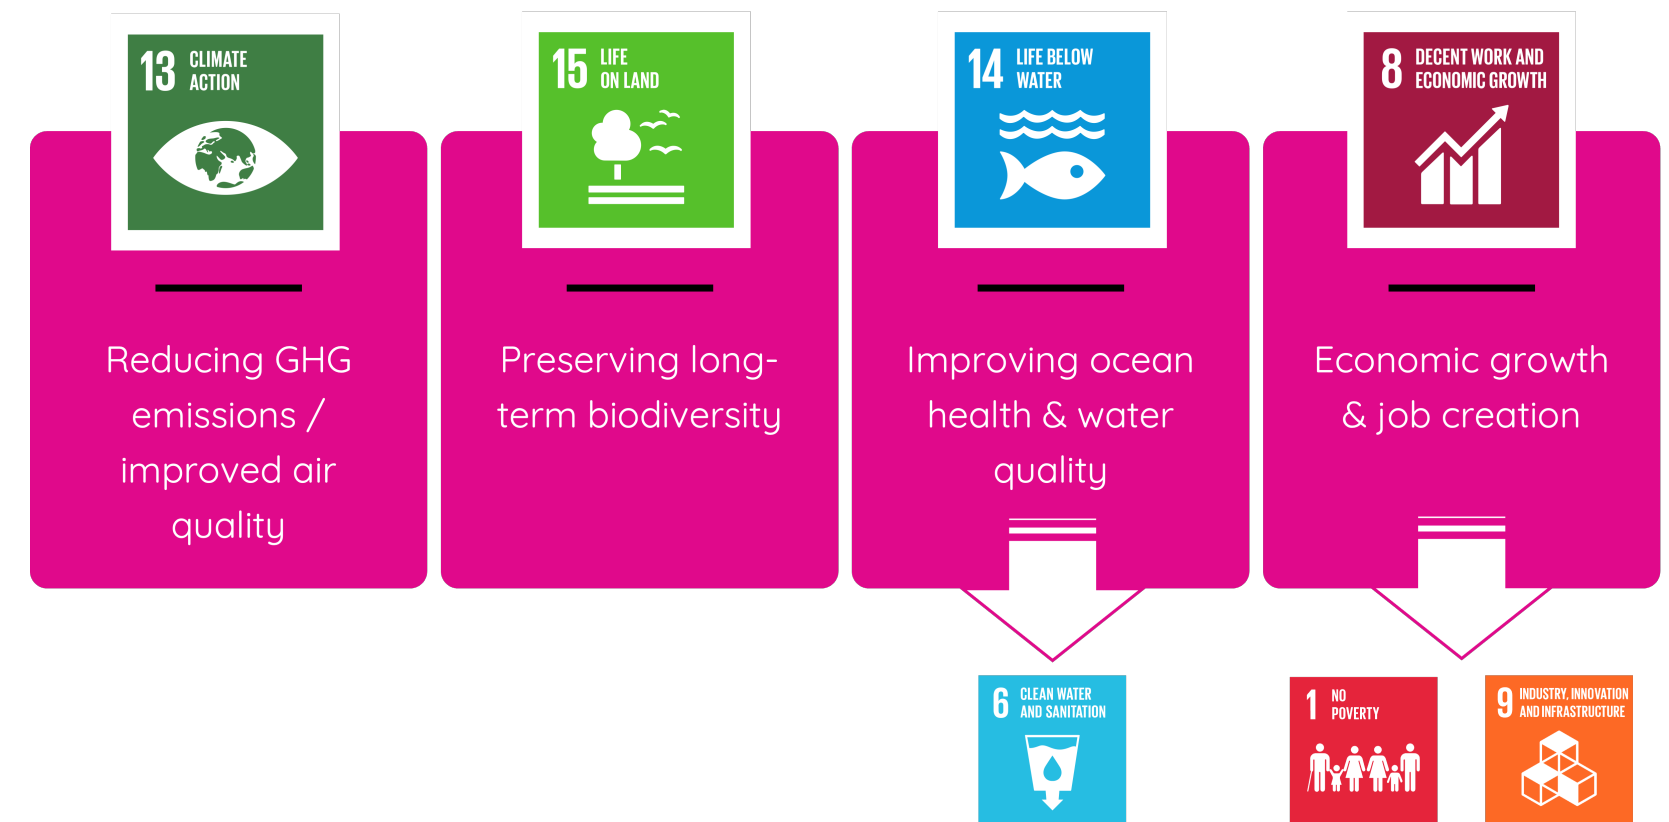 13 CLIMATE
ACTION
Reducing GHG
emissions /
improved air
quality
15 LIFE
ON LAND
Preserving long-
term biodiversity
14 LIFE BELOW
WATER
Improving ocean
health & water
quality
8 DECENT WORK AND
ECONOMIC GROWTH
Economic growth
& job creation
6 CLEAN WATER
AND SANITATION
1 NO
POVERTY
9 INDUSTRY, INNOVATION
AND INFRASTRUCTURE